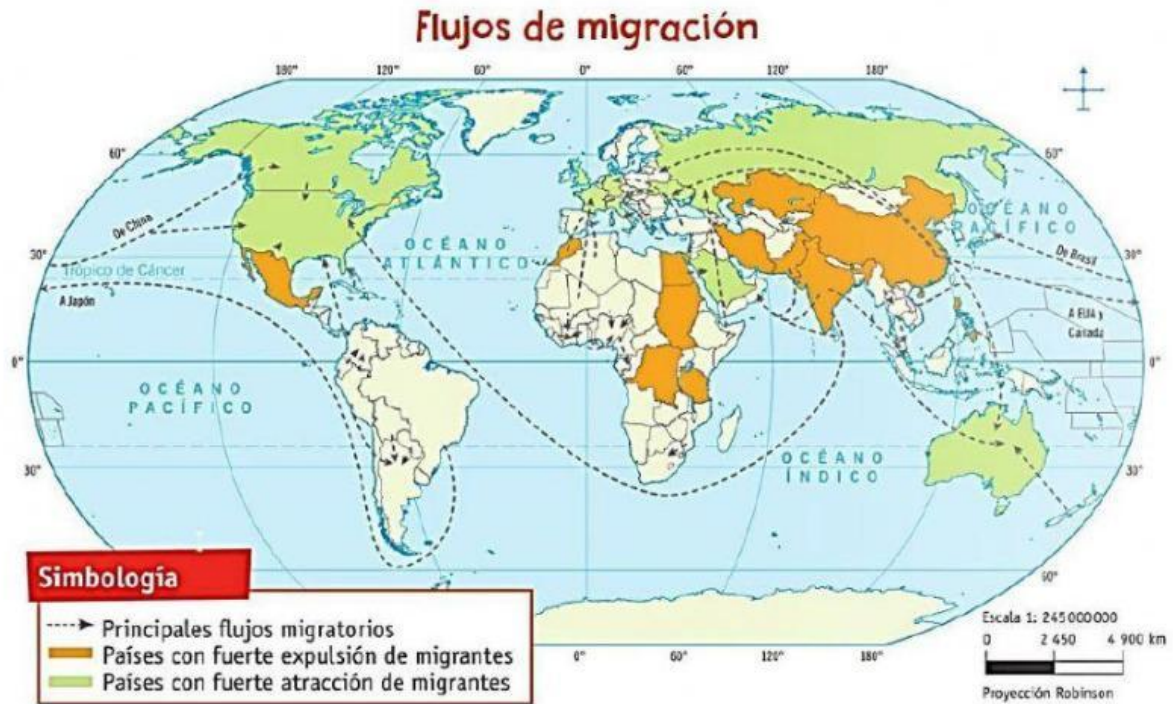 Flujos de migración
180° 120° 60° 0° 60° 120° 180°
60° 60°
De China
OCÉANO PACÍFICO
OCÉANO ATLÁNTICO
30° 30°
De Brasil
Trópico de Cáncer
A Japón
A EUA y Canadá
0° 0°
OCÉANO PACÍFICO
OCÉANO ÍNDICO
30° 30°
60°
Simbología
Principales flujos migratorios
Países con fuerte expulsión de migrantes
Países con fuerte atracción de migrantes
0° 60° 120° 180°
Escala 1: 245000000
0 2 450 4 900 km
Proyección Robinson